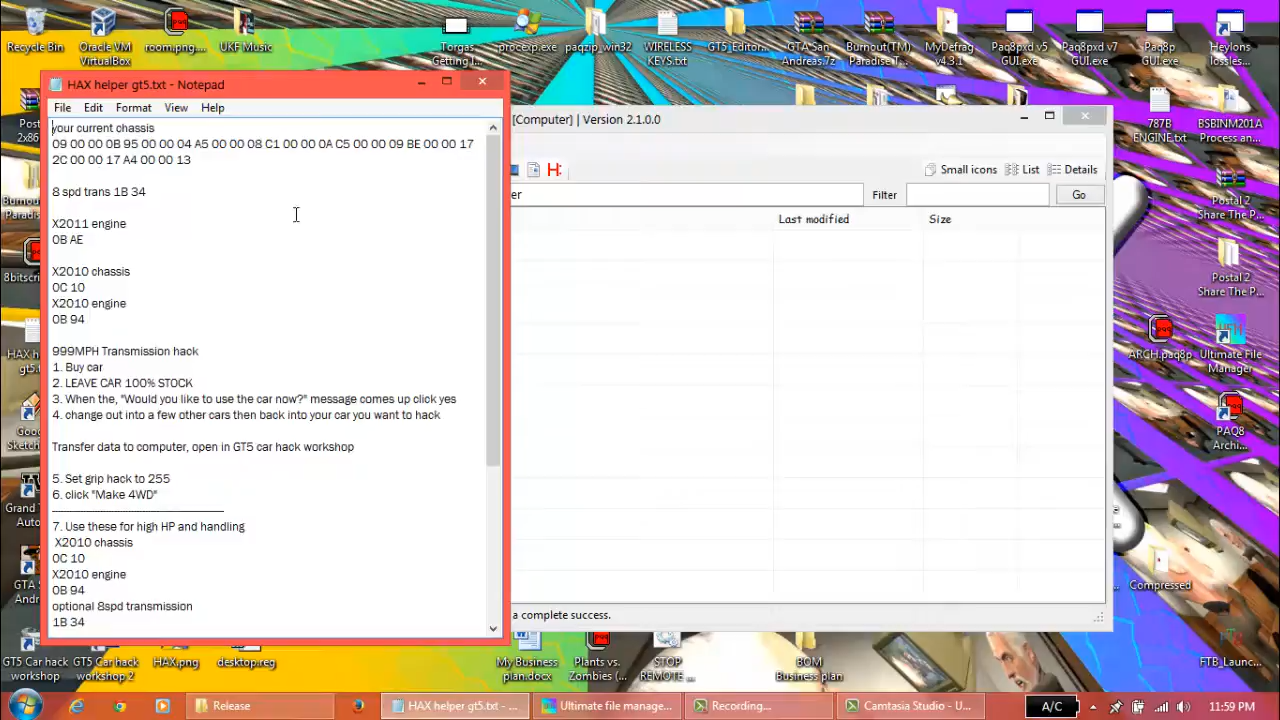 Recycle Bin
Oracle VM
VirtualBox
UKF Music
Torgas
procexp.exe
paqzip_win32
WIRELESS
KEYS.txt
GT5_Editor...
GTA San
Andreas.7z
Burnout(TM)
Paradise T...
MyDefrag
v4.3.1
Paq8pxd v5
GUI.exe
Paq8pxd v7
GUI.exe
Paq8p
GUI.exe
Heylons
HAX helper gt5.txt - Notepad
File Edit Format View Help
your current chassis
09 00 00 0B 95 00 00 04 A5 00 00 08 C1 00 00 0A C5 00 00 09 BE 00 00 17
2C 00 00 17 A4 00 00 13
8 spd trans 1B 34
X2011 engine
0B AE
X2010 chassis
0C 10
X2010 engine
0B 94
999MPH Transmission hack
1. Buy car
2. LEAVE CAR 100% STOCK
3. When the, "Would you like to use the car now?" message comes up click yes
4. change out into a few other cars then back into your car you want to hack
Transfer data to computer, open in GT5 car hack workshop
5. Set grip hack to 255
6. click "Make 4WD"
7. Use these for high HP and handling
X2010 chassis
0C 10
X2010 engine
0B 94
optional 8spd transmission
1B 34
[Computer] | Version 2.1.0.0
H:
Small icons List Details
er Filter Go
Last modified Size
a complete success.
787B
ENGINE.txt
BSBINM201A
Process an
Postal 2
Share The P...
Postal 2
Share The P...
ARCH.paq8p
Ultimate File
Manager
PAQ8
Archi...
Compressed
FTB_Launc...
GT5 Car hack
workshop
GT5 Car hack
workshop 2
HAX.png
desktop.reg
My Business
plan.docx
Plants vs.
Zombies (...
STOP
REMOTE ...
BOM
Business plan
Release
HAX helper gt5.txt - ...
Ultimate file manage...
Recording...
Camtasia Studio - U...
A/C
11:59 PM